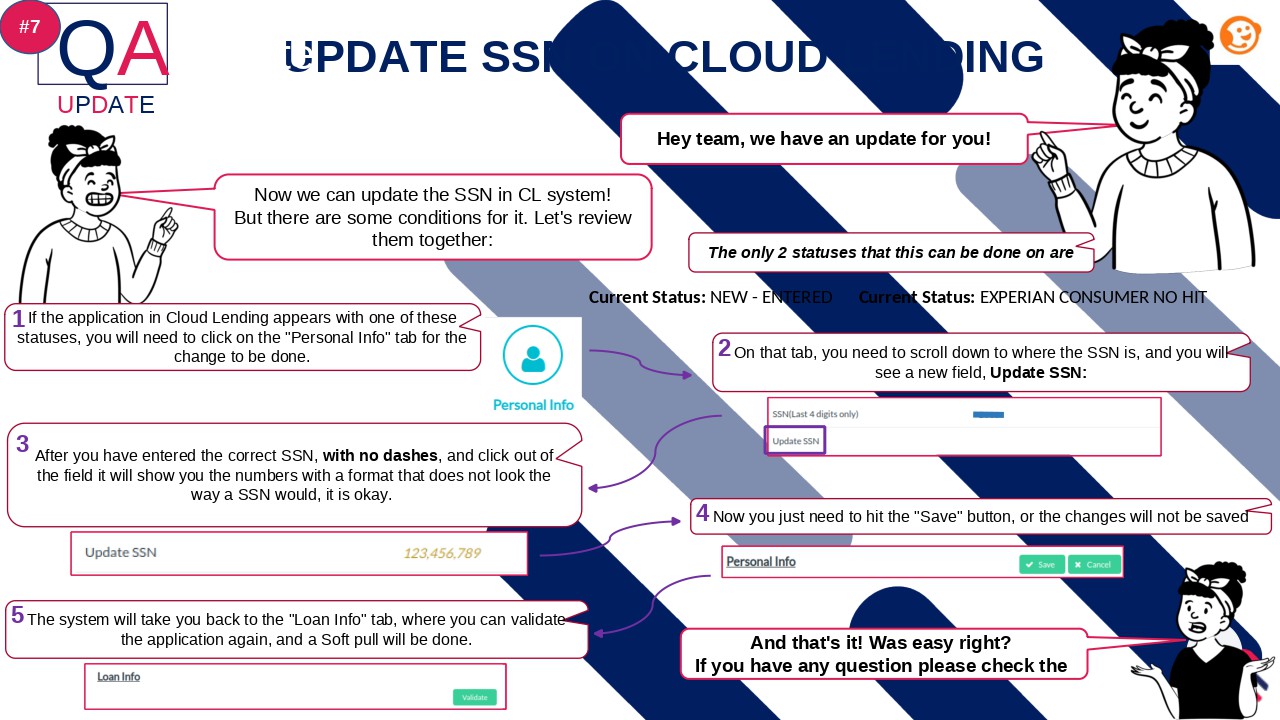 #7
QA
UPDATE
UPDATE SSN ON CLOUD LENDING
Hey team, we have an update for you!
Now we can update the SSN in CL system!
But there are some conditions for it. Let's review
them together:
The only 2 statuses that this can be done on are
Current Status: NEW - ENTERED
Current Status: EXPERIAN CONSUMER NO HIT
1 If the application in Cloud Lending appears with one of these
statuses, you will need to click on the "Personal Info" tab for the
change to be done.
Personal Info
2 On that tab, you need to scroll down to where the SSN is, and you will
see a new field, Update SSN:
SSN(Last 4 digits only)
Update SSN
3
After you have entered the correct SSN, with no dashes, and click out of
the field it will show you the numbers with a format that does not look the
way a SSN would, it is okay.
Update SSN 123,456,789
4 Now you just need to hit the "Save" button, or the changes will not be saved
Personal Info
Save
Cancel
5 The system will take you back to the "Loan Info" tab, where you can validate
the application again, and a Soft pull will be done.
Loan Info
Validate
And that's it! Was easy right?
If you have any question please check the